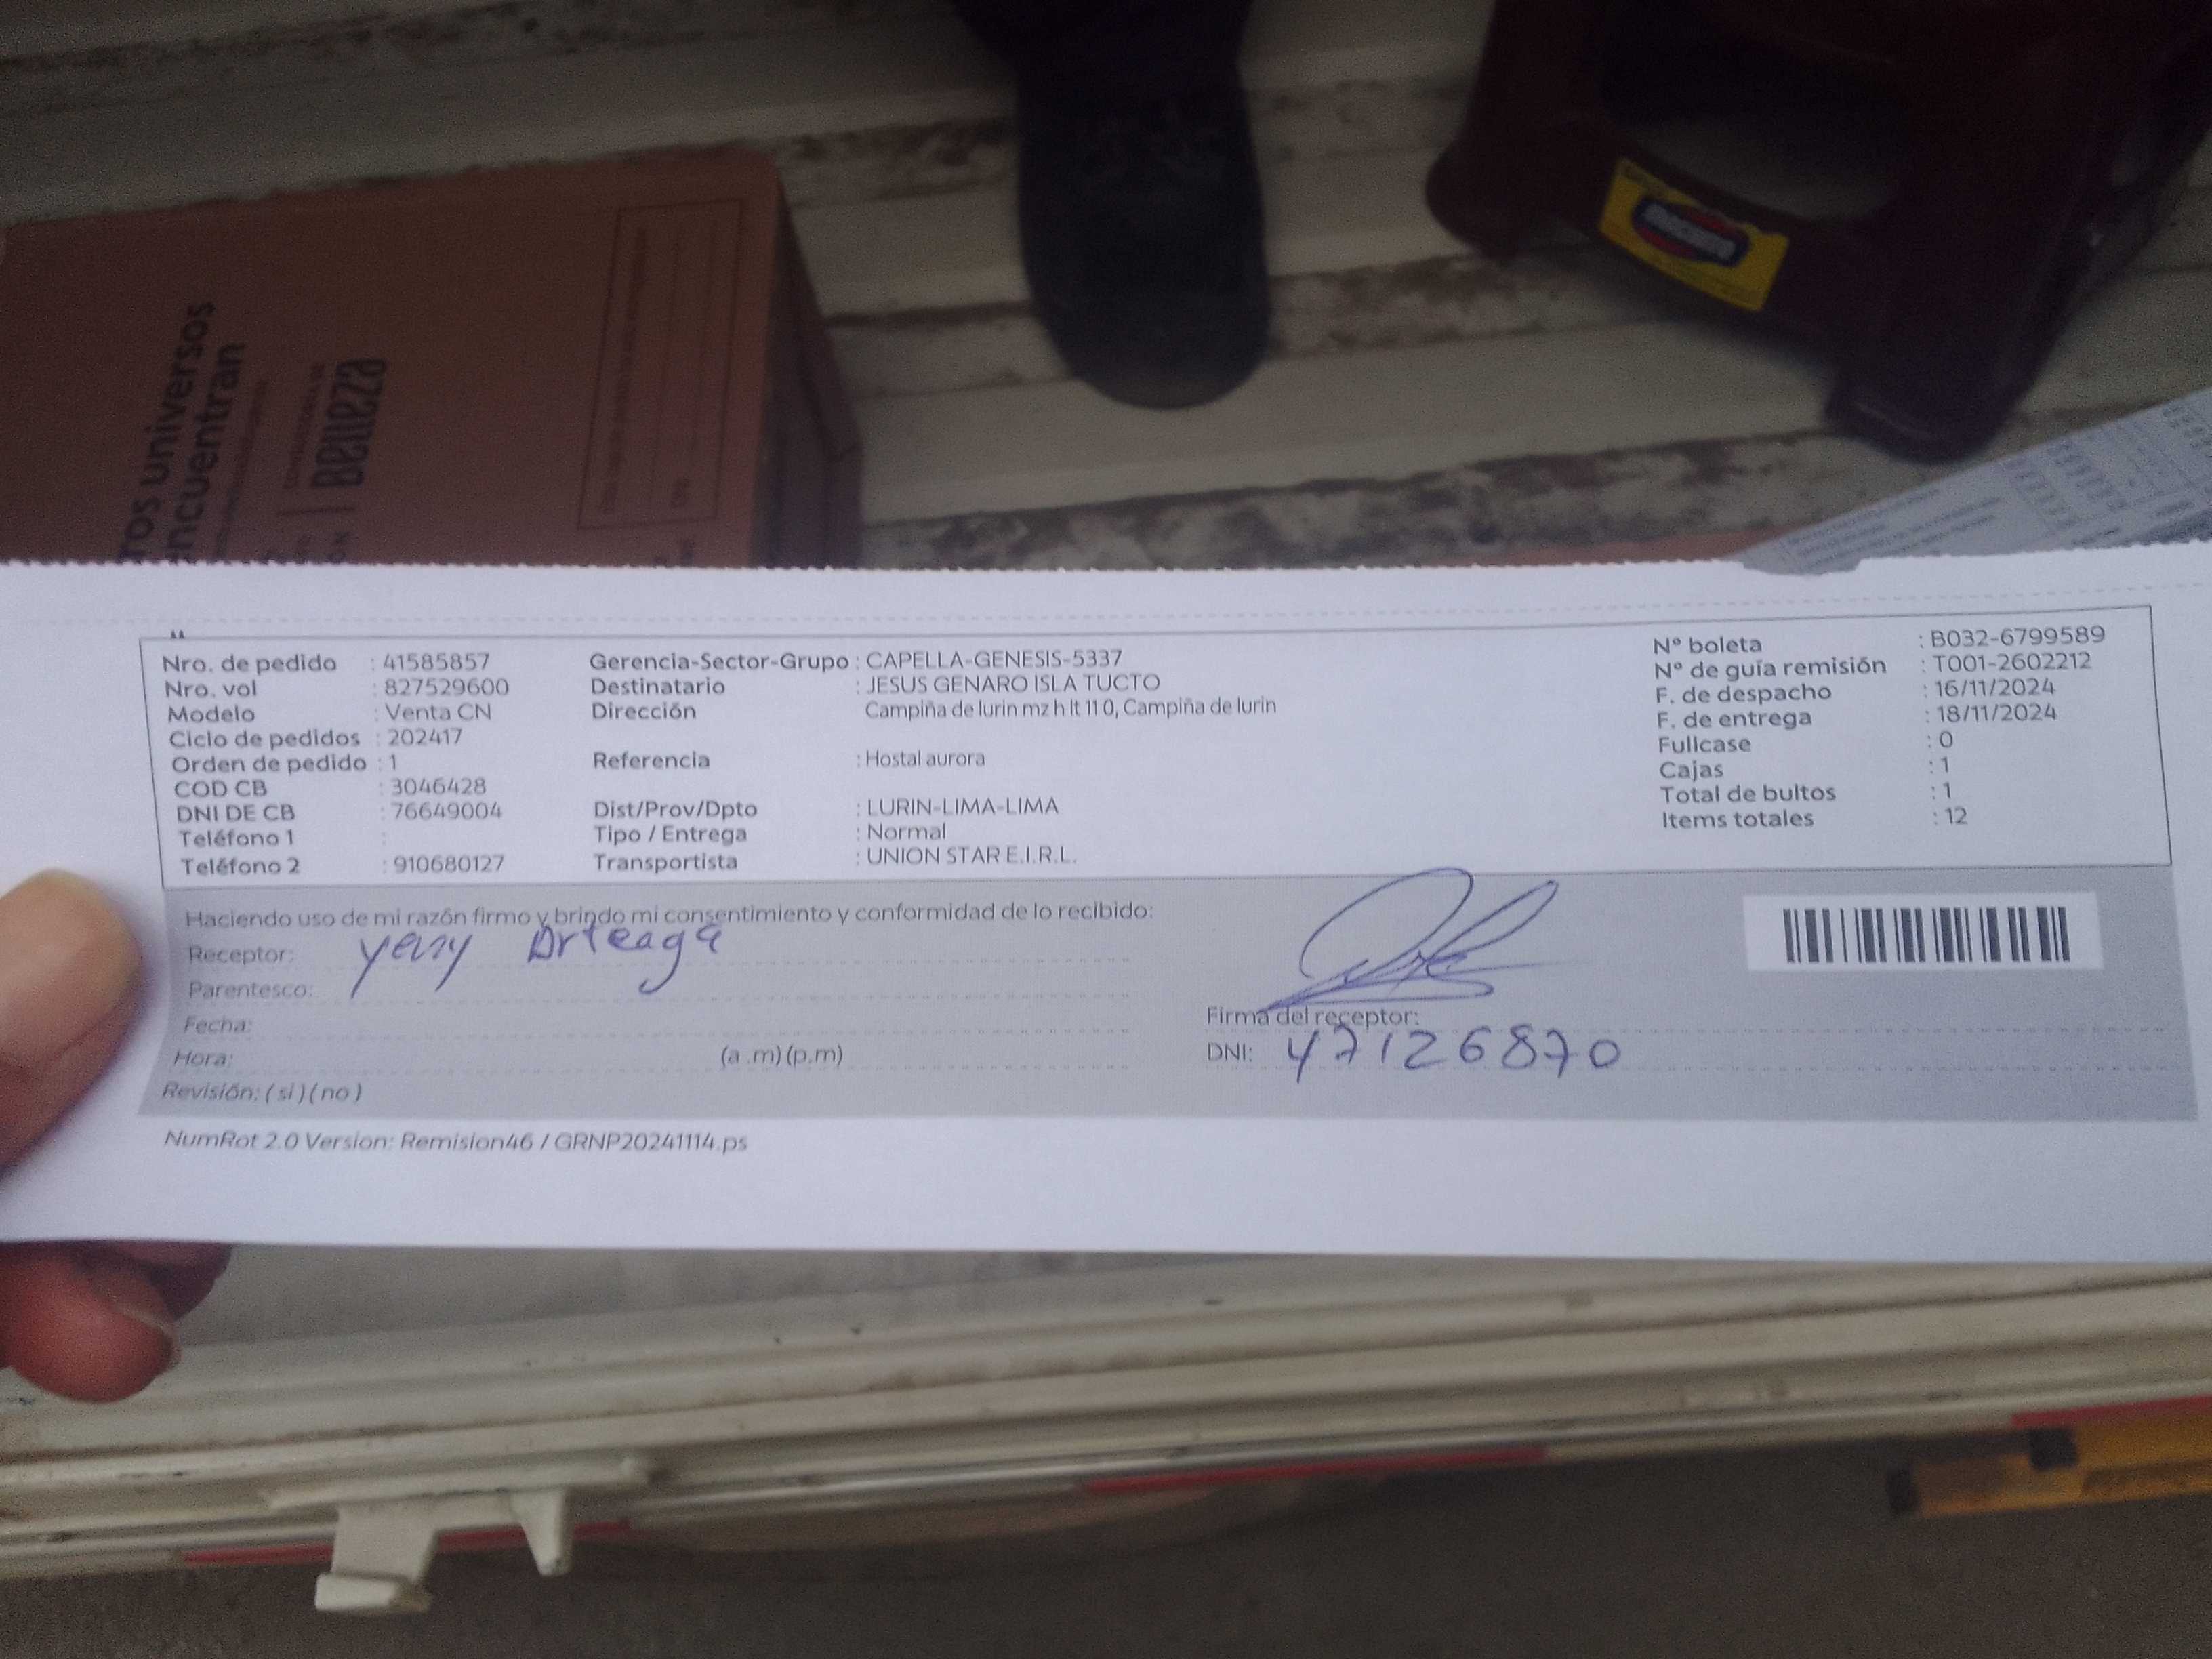 ros universos
encuentran
Belleza
Nro. de pedido : 41585857
Nro. vol : 827529600
Modelo : Venta CN
Ciclo de pedidos : 202417
Orden de pedido : 1
COD CB : 3046428
DNI DE CB : 76649004
Teléfono 1 :
Teléfono 2 : 910680127
Gerencia-Sector-Grupo : CAPELLA-GENESIS-5337
Destinatario : JESUS GENARO ISLA TUCTO
Dirección Campiña de lurin mz h lt 11 0, Campiña de lurin
Referencia : Hostal aurora
Dist/Prov/Dpto : LURIN-LIMA-LIMA
Tipo / Entrega : Normal
Transportista : UNION STAR E.I.R.L.
N° boleta : B032-6799589
N° de guía remisión : T001-2602212
F. de despacho : 16/11/2024
F. de entrega : 18/11/2024
Fullcase : 0
Cajas : 1
Total de bultos : 1
Items totales : 12
Haciendo uso de mi razón firmo y brindo mi consentimiento y conformidad de lo recibido:
Receptor: Yeny Arteaga
Parentesco:
Fecha:
Hora: (a .m) (p.m)
Revisión: ( si ) ( no )
Firma del receptor:
DNI: 47126870
NumRot 2.0 Version: Remision46 / GRNP20241114.ps